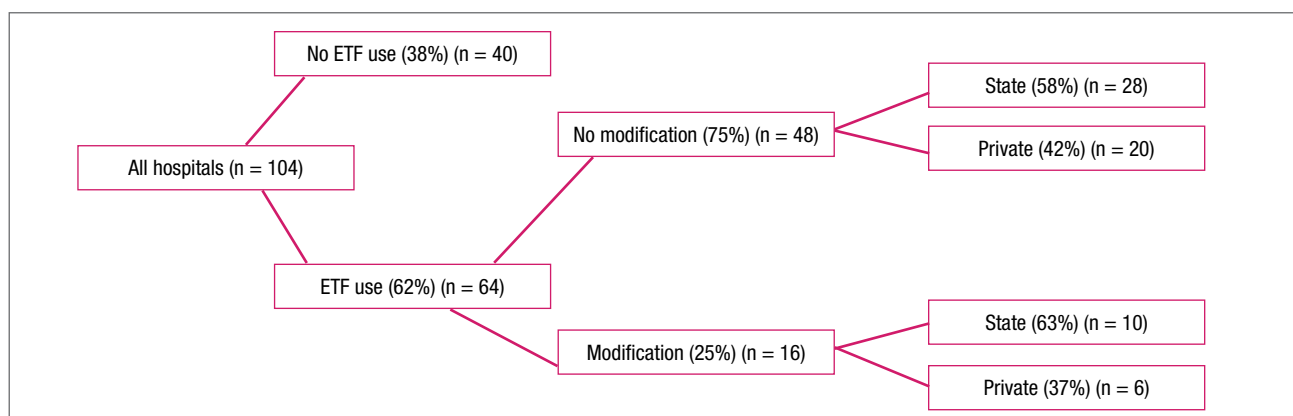 No ETF use (38%) (n = 40)
All hospitals (n = 104)
ETF use (62%) (n = 64)
No modification (75%) (n = 48)
Modification (25%) (n = 16)
State (58%) (n = 28)
Private (42%) (n = 20)
State (63%) (n = 10)
Private (37%) (n = 6)